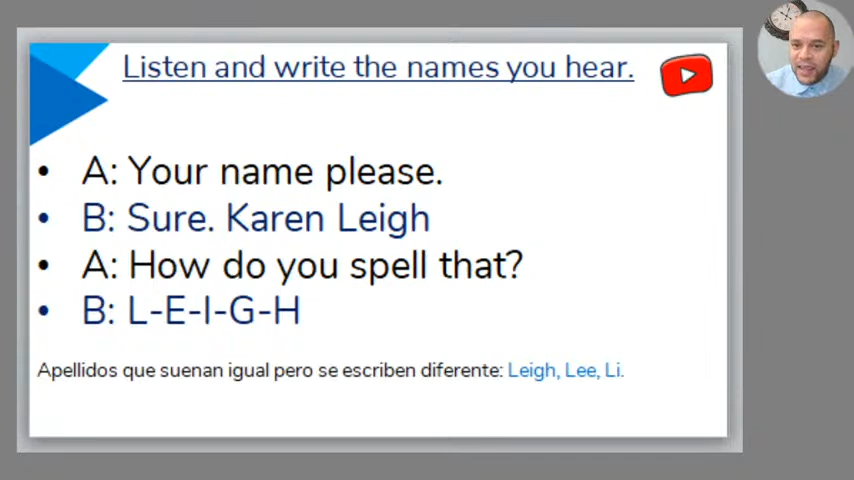 Listen and write the names you hear.
• A: Your name please.
• B: Sure. Karen Leigh
• A: How do you spell that?
• B: L-E-I-G-H
Apellidos que suenan igual pero se escriben diferente: Leigh, Lee, Li.